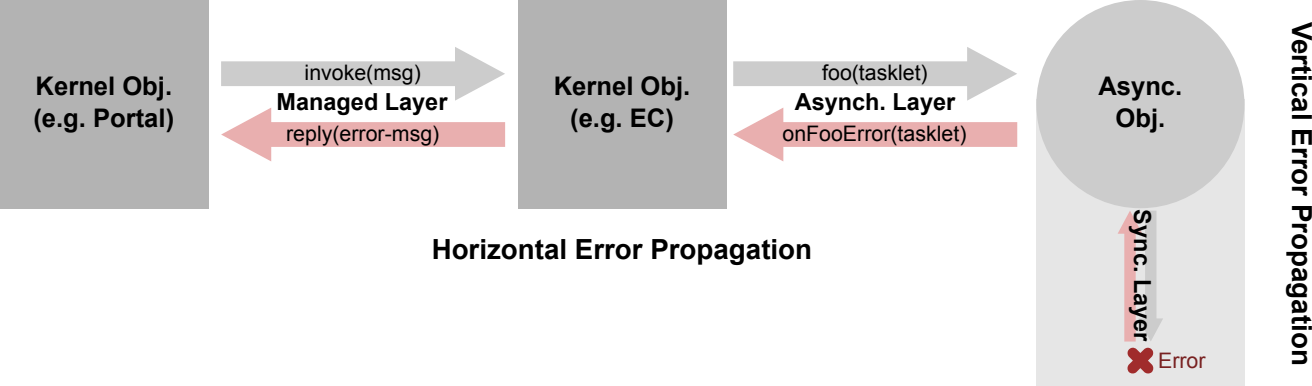 Kernel Obj.
(e.g. Portal)
invoke(msg)
Managed Layer
reply(error-msg)
Kernel Obj.
(e.g. EC)
foo(tasklet)
Asynch. Layer
onFooError(tasklet)
Async.
Obj.
Sync. Layer
Error
Horizontal Error Propagation
Vertical Error Propagation